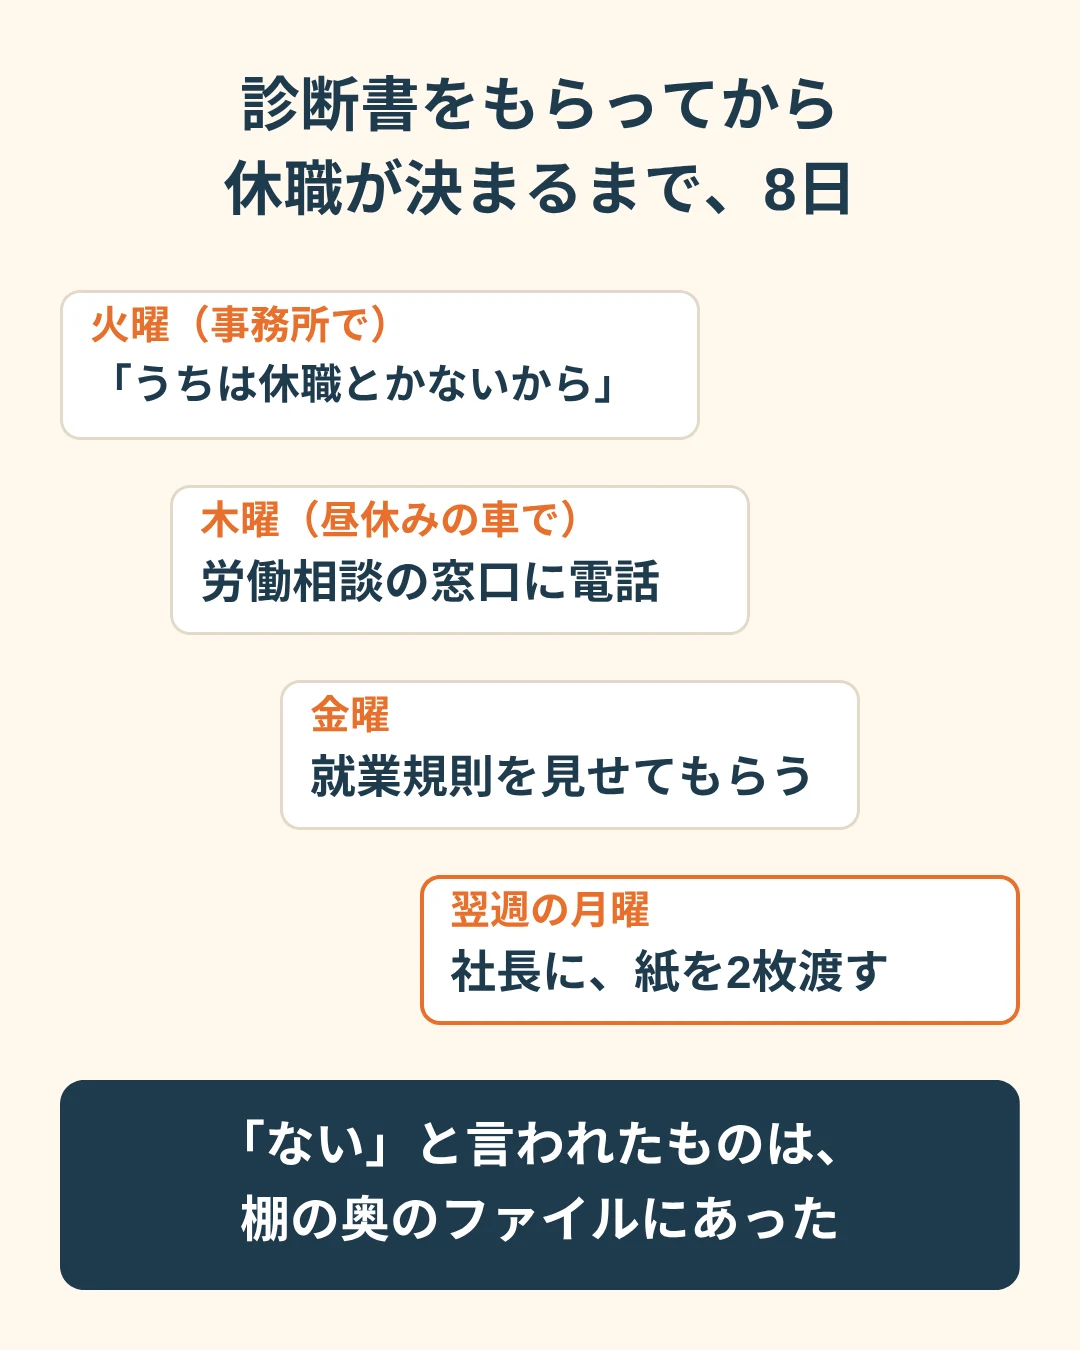 診断書をもらってから
休職が決まるまで、8日
火曜（事務所で）
「うちは休職とかないから」
木曜（昼休みの車で）
労働相談の窓口に電話
金曜
就業規則を見せてもらう
翌週の月曜
社長に、紙を2枚渡す
「ない」と言われたものは、
棚の奥のファイルにあった